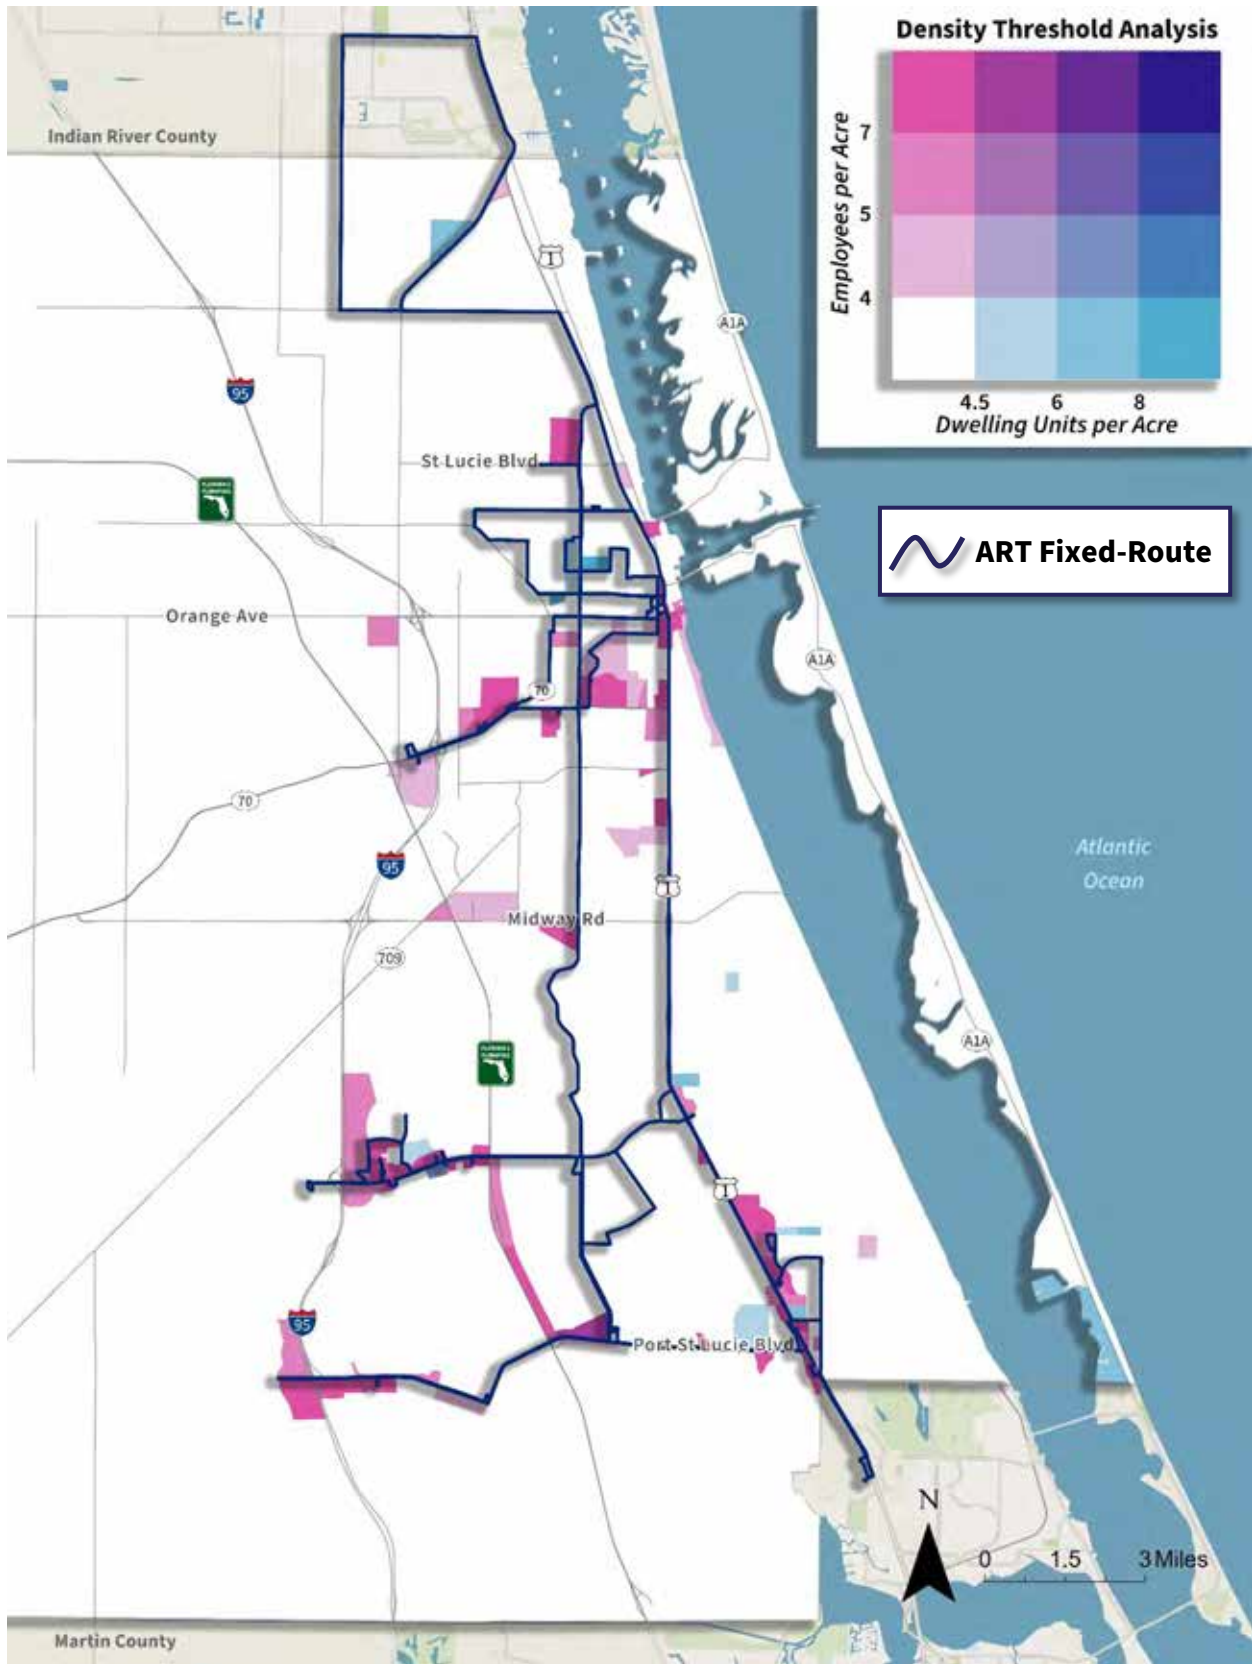 Density Threshold Analysis
Employees per Acre
7
5
4
4.5 6 8
Dwelling Units per Acre
ART Fixed-Route
Indian River County
1
A1A
95
St Lucie Blvd
Orange Ave
A1A
70
70
95
1
Atlantic
Ocean
Midway Rd
709
A1A
1
95
Port St Lucie Blvd
N
0 1.5 3 Miles
Martin County